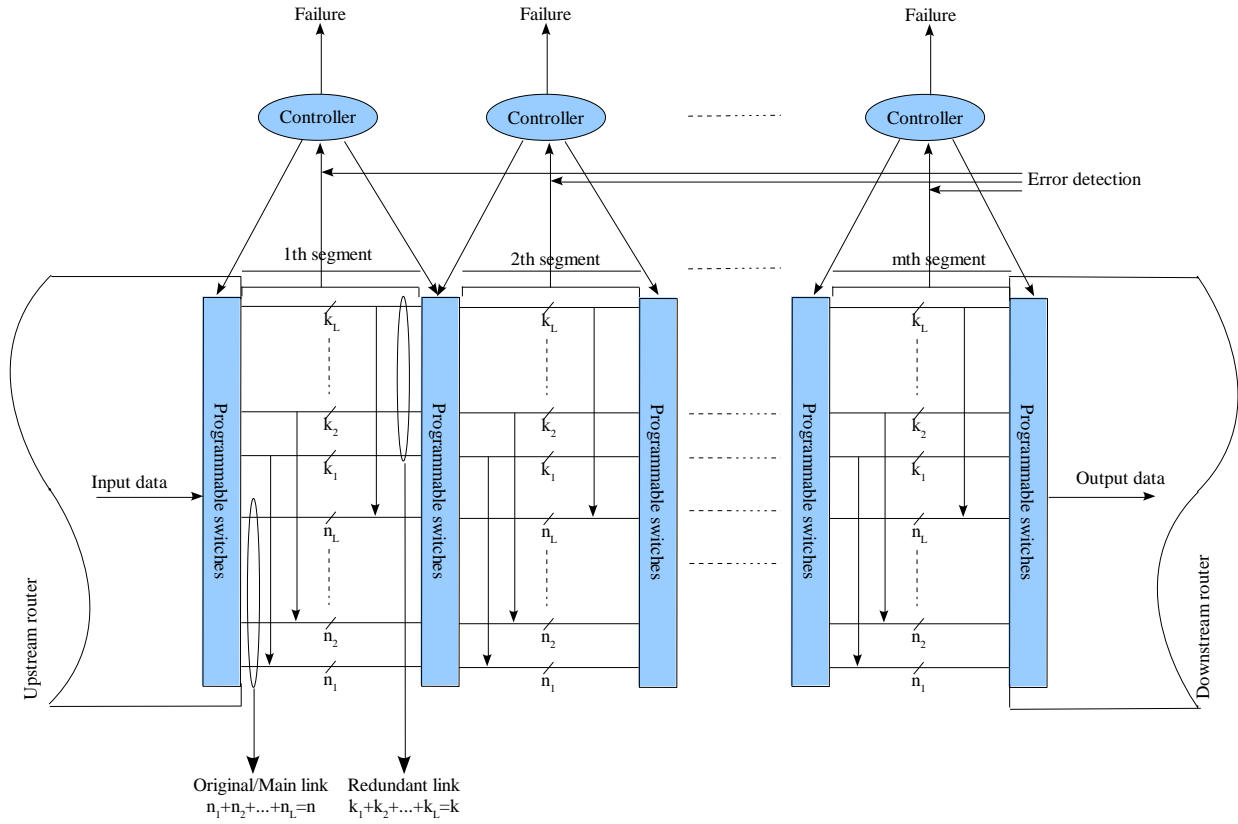 Failure
Failure
Failure
Controller
Controller
Controller
Error detection
1th segment
2th segment
mth segment
k_L
k_L
k_L
k_2
k_2
k_2
k_1
k_1
k_1
Input data
Output data
n_L
n_L
n_L
n_2
n_2
n_2
n_1
n_1
n_1
Programmable switches
Programmable switches
Programmable switches
Programmable switches
Programmable switches
Upstream router
Downstream router
Original/Main link
n_1+n_2+...+n_L=n
Redundant link
k_1+k_2+...+k_L=k